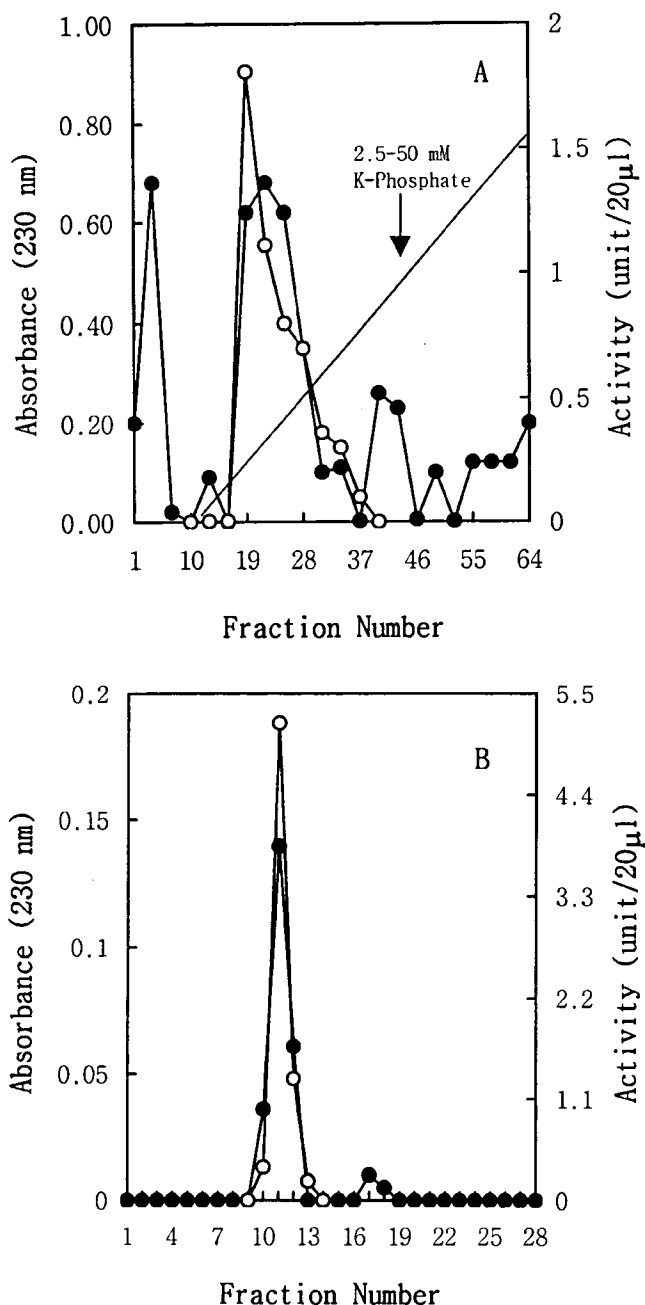 1.00
0.80
0.60
0.40
0.20
0.00
Absorbance (230 nm)
A
2.5-50 mM
K-Phosphate
2
1.5
1
0.5
0
Activity (unit/20μl)
1 10 19 28 37 46 55 64
Fraction Number
0.2
0.15
0.1
0.05
0
Absorbance (230 nm)
B
5.5
4.4
3.3
2.2
1.1
0
Activity (unit/20μl)
1 4 7 10 13 16 19 22 25 28
Fraction Number